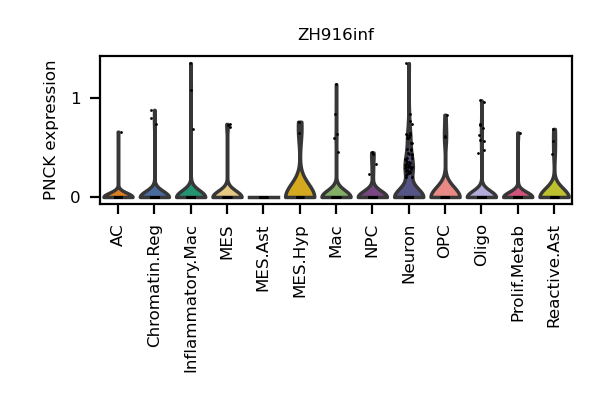 ZH916inf
PNCK expression
1
0
AC
Chromatin.Reg
Inflammatory.Mac
MES
MES.Ast
MES.Hyp
Mac
NPC
Neuron
OPC
Oligo
Prolif.Metab
Reactive.Ast